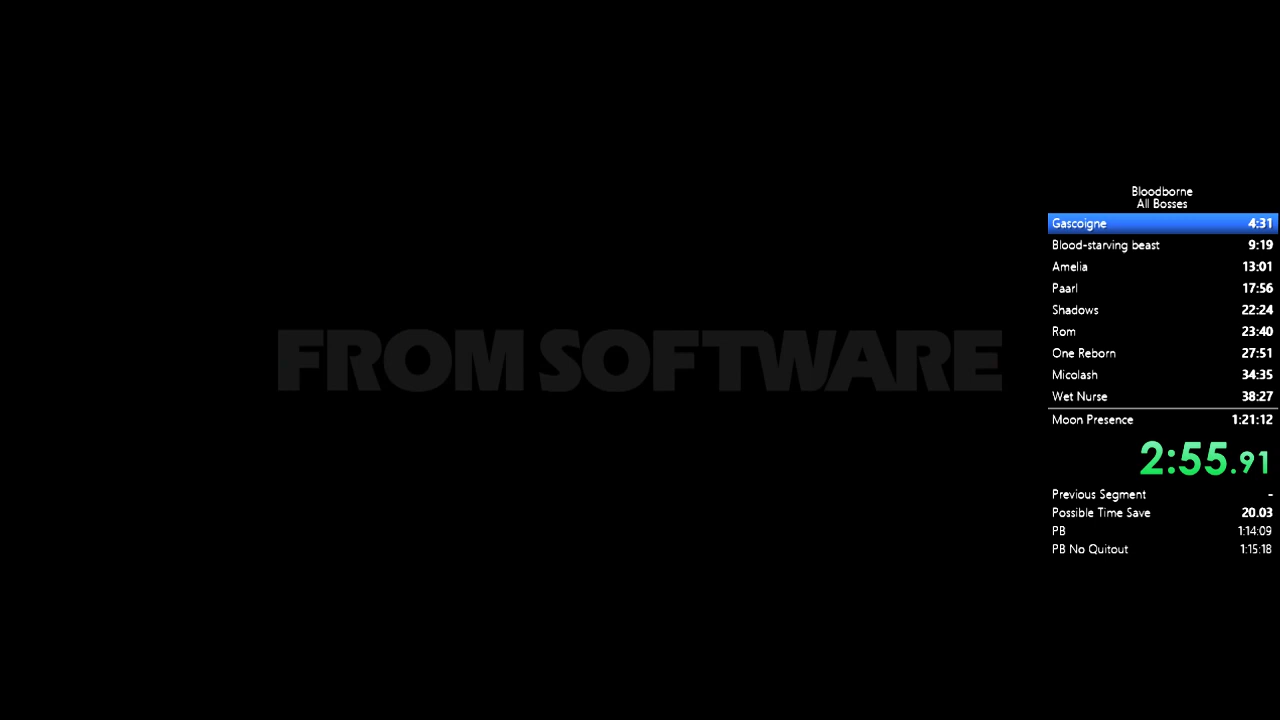 FROMSOFTWARE
Bloodborne
All Bosses
Gascoigne 4:31
Blood-starving beast 9:19
Amelia 13:01
Paarl 17:56
Shadows 22:24
Rom 23:40
One Reborn 27:51
Micolash 34:35
Wet Nurse 38:27
Moon Presence 1:21:12
2:55.91
Previous Segment -
Possible Time Save 20.03
PB 1:14:09
PB No Quitout 1:15:18